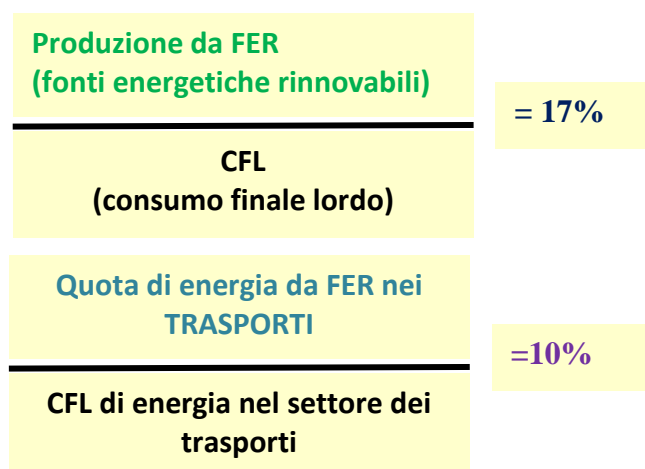 Produzione da FER
(fonti energetiche rinnovabili)
= 17%
CFL
(consumo finale lordo)
Quota di energia da FER nei
TRASPORTI
=10%
CFL di energia nel settore dei
trasporti